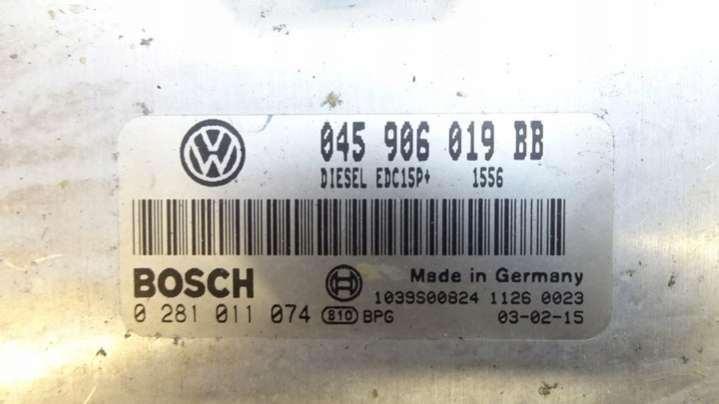 045 906 019 BB
DIESEL EDC15P+ 1556
BOSCH
Made in Germany
1039S00824 1126 0023
0 281 011 074 810 BPG 03-02-15